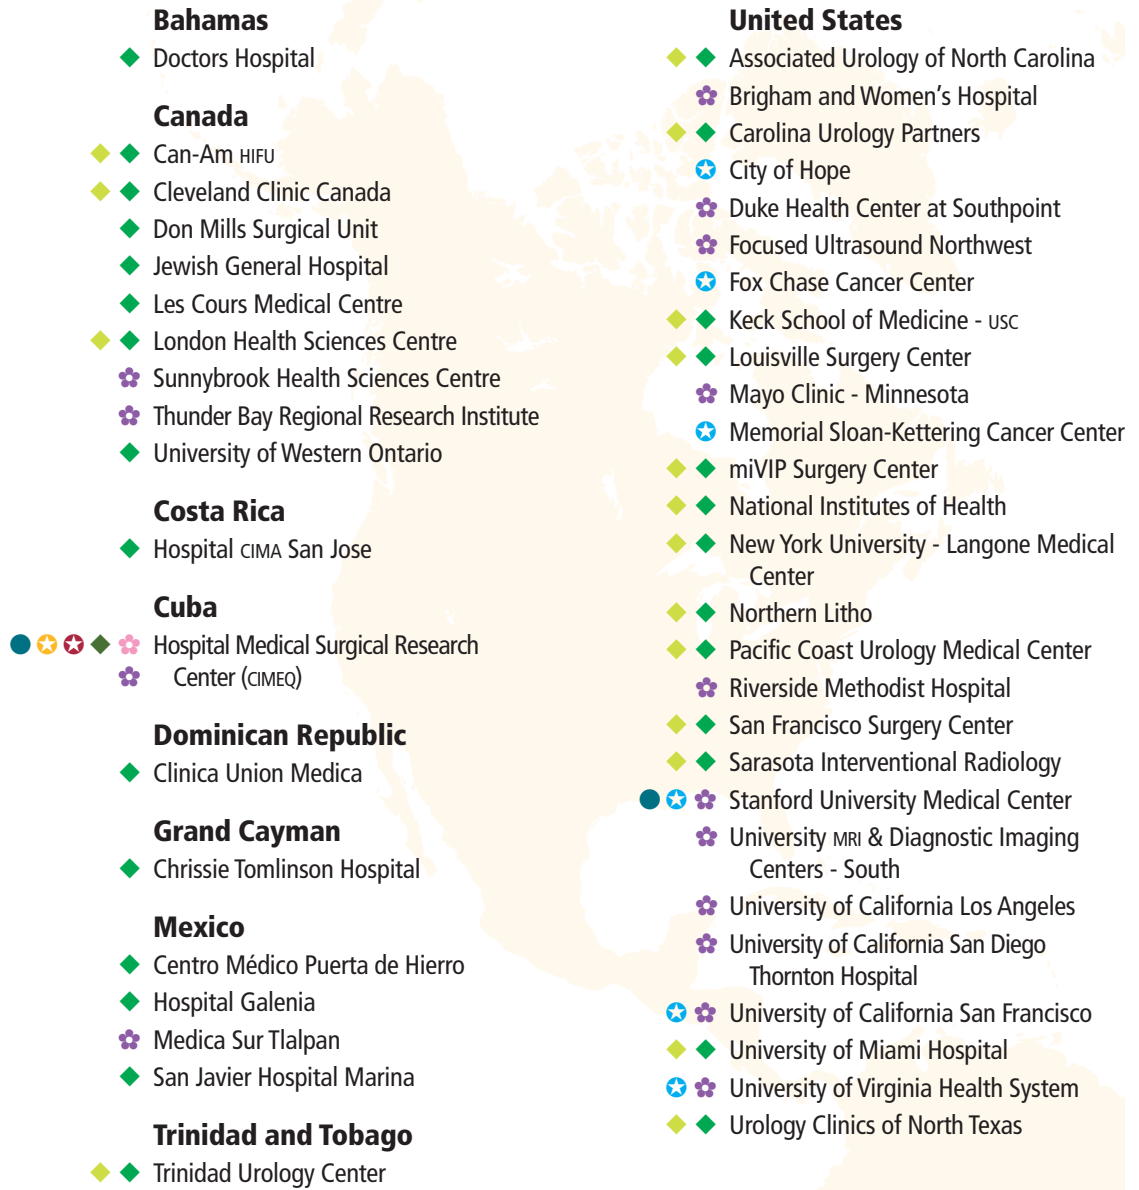 Bahamas
Doctors Hospital
Canada
Can-Am HIFU
Cleveland Clinic Canada
Don Mills Surgical Unit
Jewish General Hospital
Les Cours Medical Centre
London Health Sciences Centre
Sunnybrook Health Sciences Centre
Thunder Bay Regional Research Institute
University of Western Ontario
Costa Rica
Hospital CIMA San Jose
Cuba
Hospital Medical Surgical Research
Center (CIMEQ)
Dominican Republic
Clinica Union Medica
Grand Cayman
Chrissie Tomlinson Hospital
Mexico
Centro Médico Puerta de Hierro
Hospital Galenia
Medica Sur Tlalpan
San Javier Hospital Marina
Trinidad and Tobago
Trinidad Urology Center
United States
Associated Urology of North Carolina
Brigham and Women's Hospital
Carolina Urology Partners
City of Hope
Duke Health Center at Southpoint
Focused Ultrasound Northwest
Fox Chase Cancer Center
Keck School of Medicine - USC
Louisville Surgery Center
Mayo Clinic - Minnesota
Memorial Sloan-Kettering Cancer Center
miVIP Surgery Center
National Institutes of Health
New York University - Langone Medical
Center
Northern Litho
Pacific Coast Urology Medical Center
Riverside Methodist Hospital
San Francisco Surgery Center
Sarasota Interventional Radiology
Stanford University Medical Center
University MRI & Diagnostic Imaging
Centers - South
University of California Los Angeles
University of California San Diego
Thornton Hospital
University of California San Francisco
University of Miami Hospital
University of Virginia Health System
Urology Clinics of North Texas